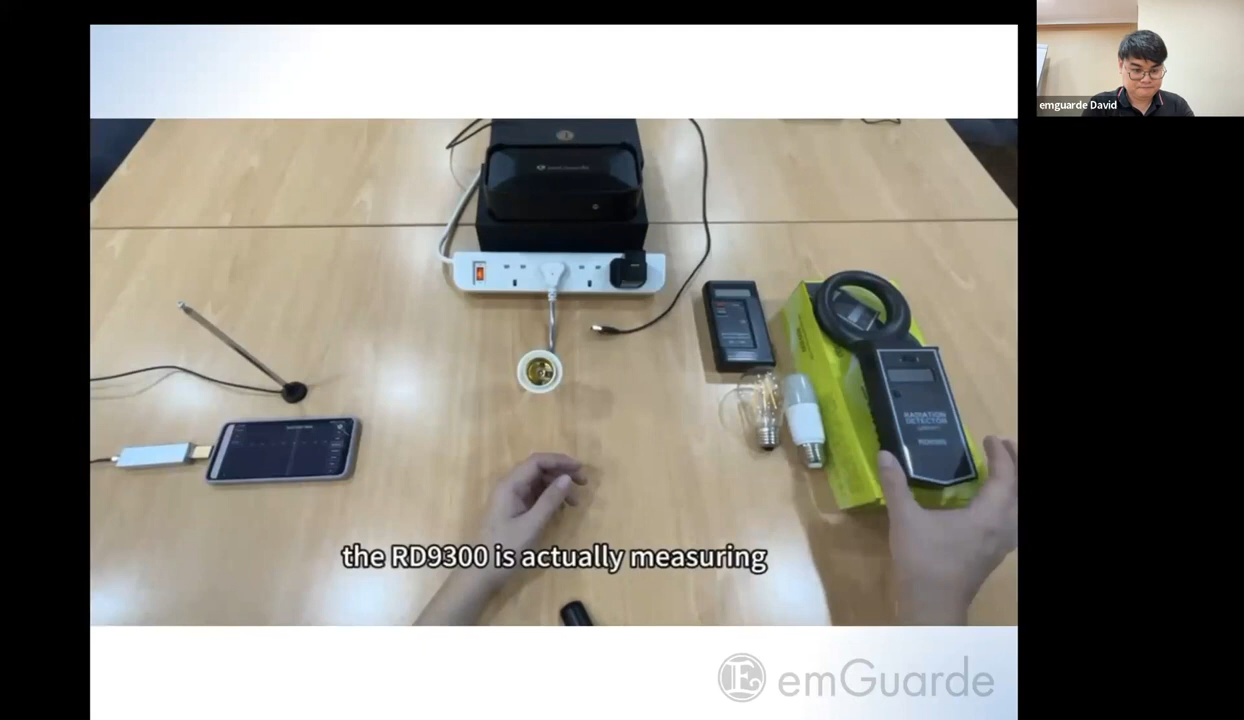 emguarde David
RADIATION
DETECTOR
the RD9300 is actually measuring
emGuarde